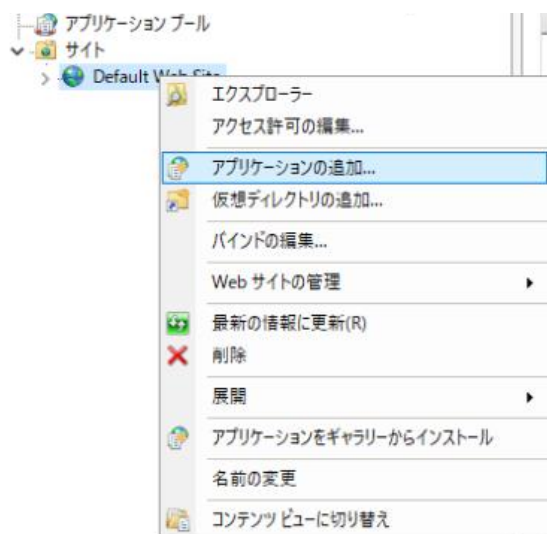 アプリケーション プール
サイト
Default Web Site
エクスプローラー
アクセス許可の編集...
アプリケーションの追加...
仮想ディレクトリの追加...
バインドの編集...
Web サイトの管理
最新の情報に更新(R)
削除
展開
アプリケーションをギャラリーからインストール
名前の変更
コンテンツ ビューに切り替え